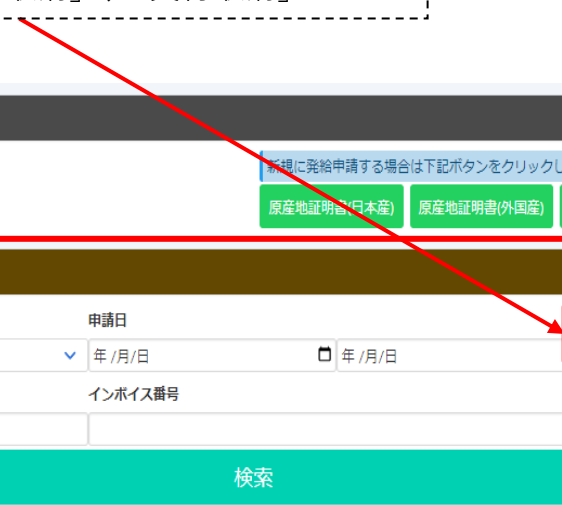 新規に発給申請する場合は下記ボタンをクリックし
原産地証明書(日本産) 原産地証明書(外国産)
申請日
年 /月/日 年 /月/日
インボイス番号
検索